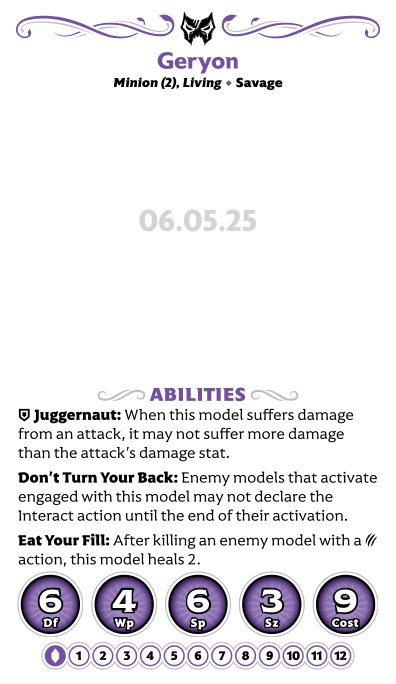 Geryon
Minion (2), Living • Savage
06.05.25
ABILITIES
Juggernaut: When this model suffers damage
from an attack, it may not suffer more damage
than the attack’s damage stat.
Don’t Turn Your Back: Enemy models that activate
engaged with this model may not declare the
Interact action until the end of their activation.
Eat Your Fill: After killing an enemy model with a
action, this model heals 2.
6 4 6 3 9
Df Wp Sp Sz Cost
1 2 3 4 5 6 7 8 9 10 11 12